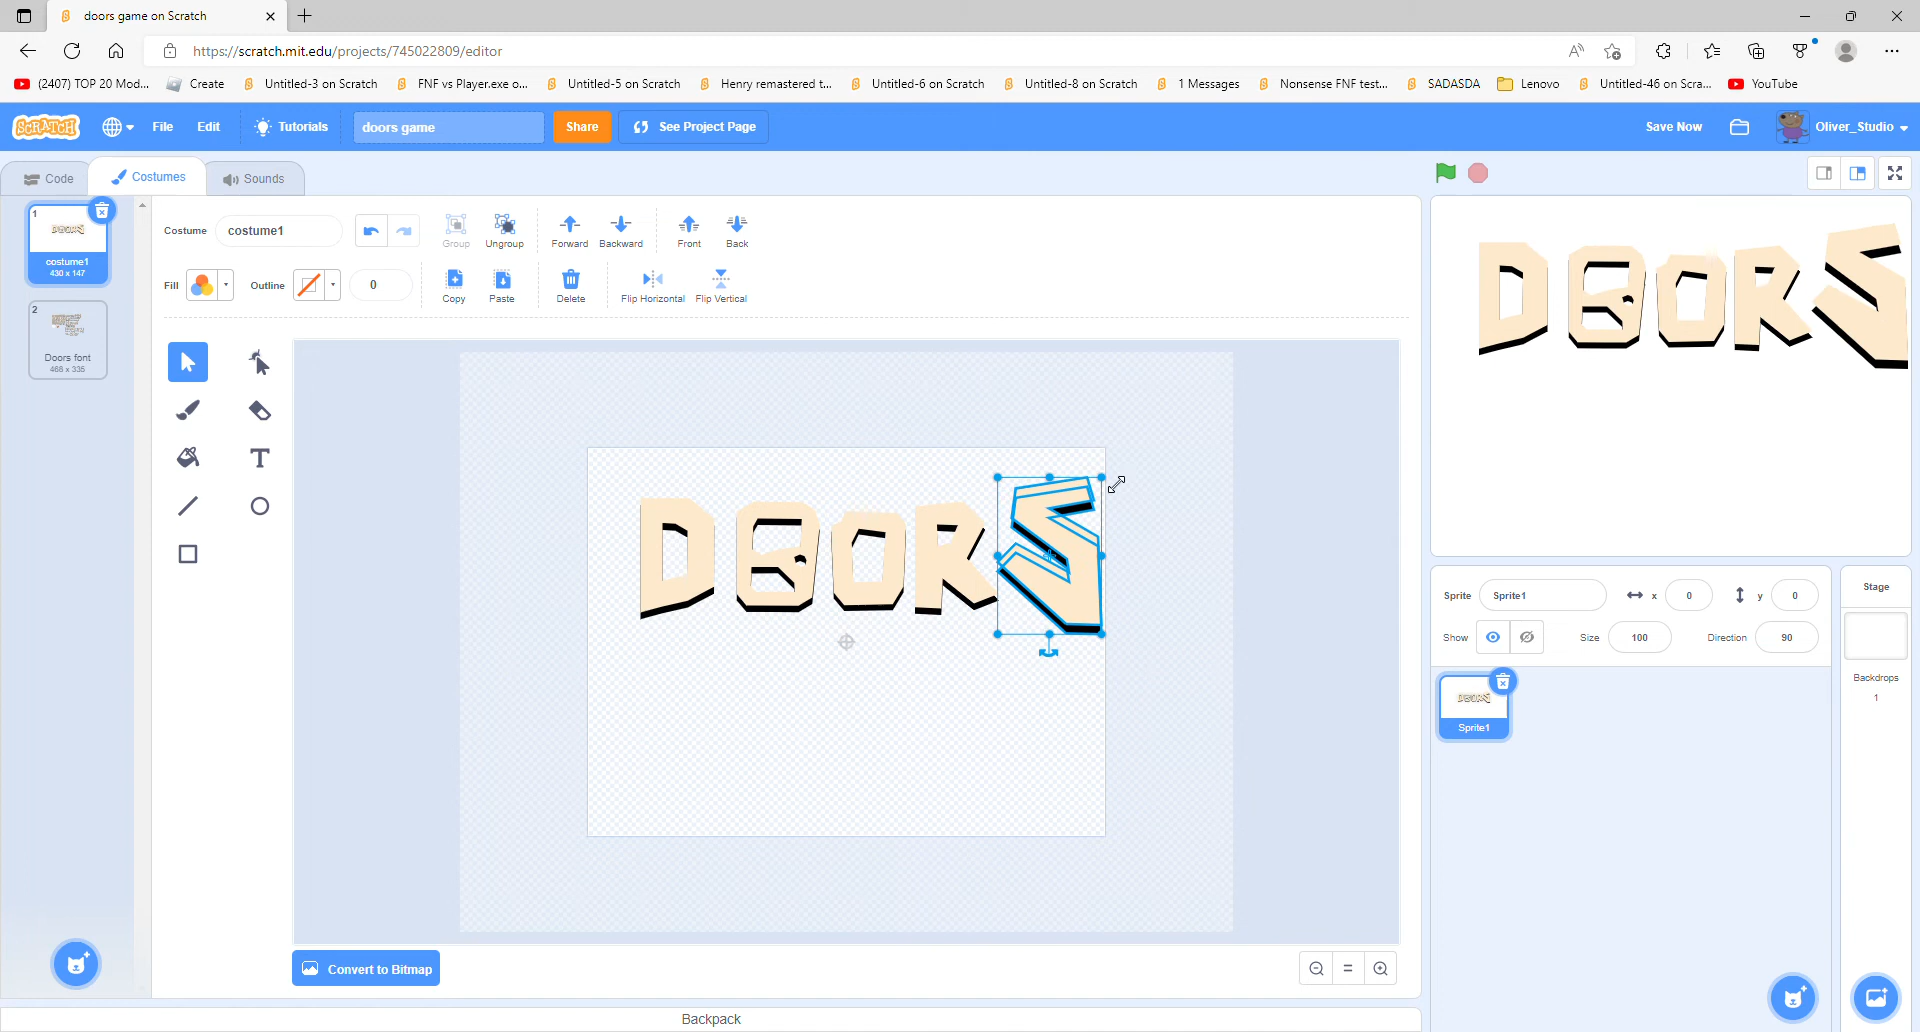 doors game on Scratch
https://scratch.mit.edu/projects/745022809/editor
(2407) TOP 20 Mod... Create Untitled-3 on Scratch FNF vs Player.exe o... Untitled-5 on Scratch Henry remastered t... Untitled-6 on Scratch Untitled-8 on Scratch 1 Messages Nonsense FNF test... SADASDA Lenovo Untitled-46 on Scra... YouTube
SCRATCH File Edit Tutorials doors game Share See Project Page Save Now Oliver_Studio
Code Costumes Sounds
1
costume1
430 x 147
2
Doors font
466 x 335
Costume costume1 Group Ungroup Forward Backward Front Back
Fill Outline 0 Copy Paste Delete Flip Horizontal Flip Vertical
DOORS
Convert to Bitmap
Backpack
DOORS
Sprite Sprite1 x 0 y 0
Show Size 100 Direction 90
Sprite1
Stage
Backdrops
1